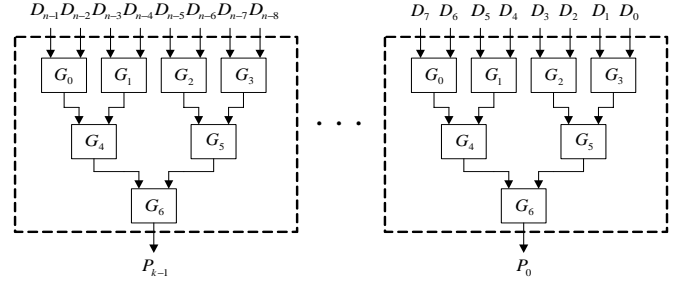 D_{n-1} D_{n-2} D_{n-3} D_{n-4} D_{n-5} D_{n-6} D_{n-7} D_{n-8} D_7 D_6 D_5 D_4 D_3 D_2 D_1 D_0
G_0 G_1 G_2 G_3 G_0 G_1 G_2 G_3
G_4 G_5 . . . G_4 G_5
G_6 G_6
P_{k-1} P_0